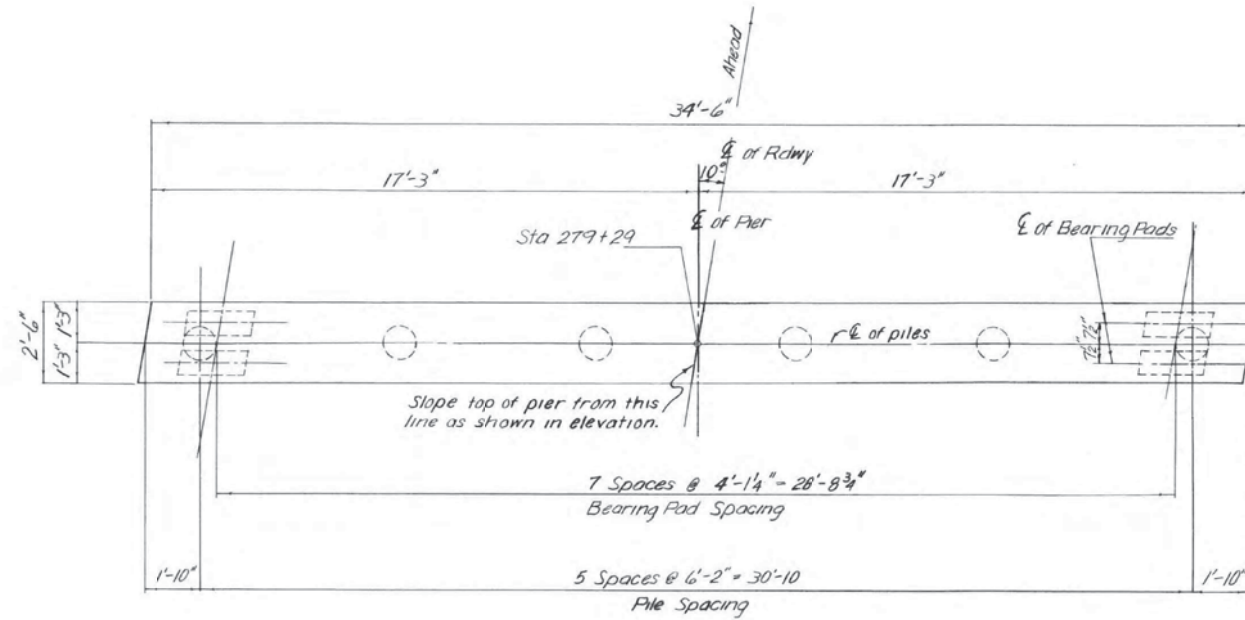 Ahead
34'-6"
℄ of Rdwy
10°
17'-3"
17'-3"
℄ of Pier
Sta 279+29
℄ of Bearing Pads
2'-6"
1'-3"
1'-3"
℄ of piles
7½"
7½"
Slope top of pier from this
line as shown in elevation.
7 Spaces @ 4'-1¼" = 28'-8¾"
Bearing Pad Spacing
1'-10"
5 Spaces @ 6'-2" = 30'-10
1'-10"
Pile Spacing